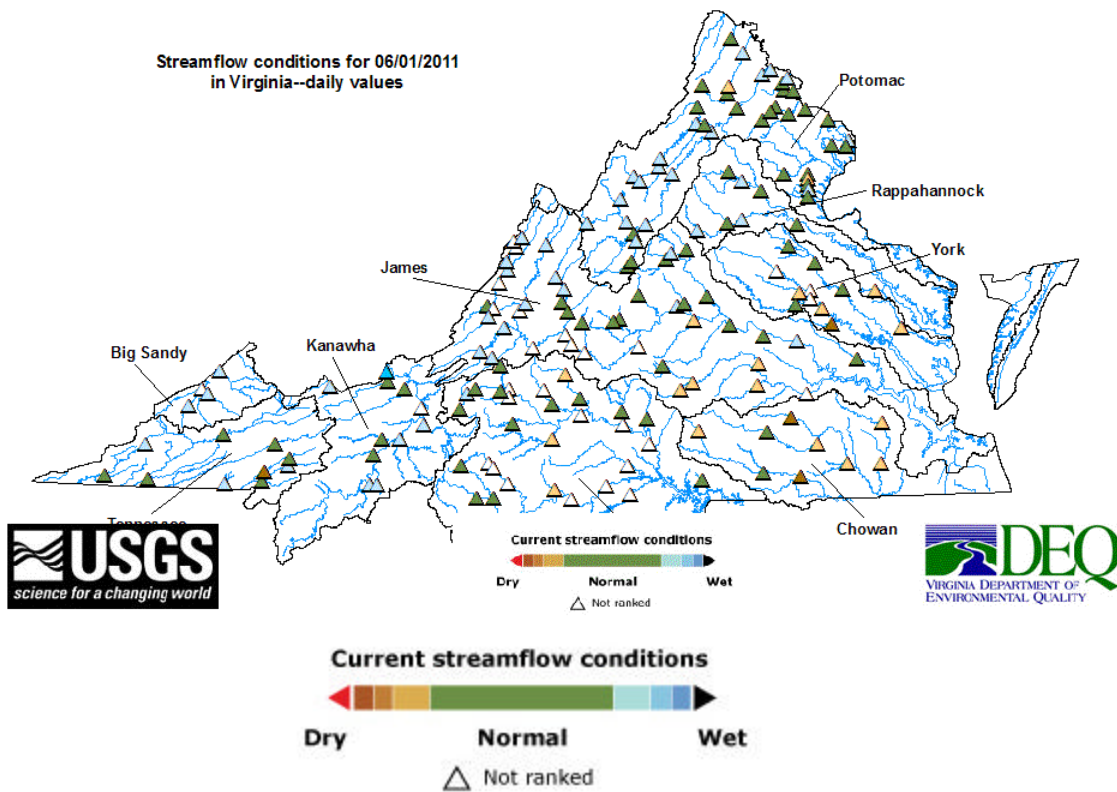 Streamflow conditions for 06/01/2011
in Virginia--daily values
Potomac
Rappahannock
York
James
Kanawha
Big Sandy
Tennessee
Chowan
USGS
science for a changing world
Current streamflow conditions
Dry Normal Wet
Not ranked
DEQ
VIRGINIA DEPARTMENT OF
ENVIRONMENTAL QUALITY
Current streamflow conditions
Dry Normal Wet
Not ranked